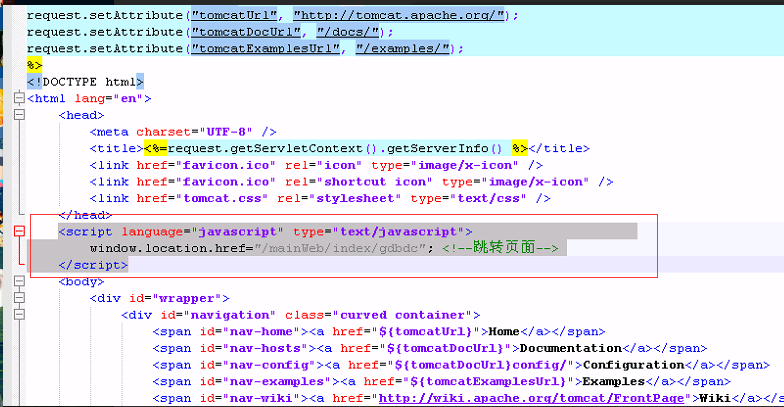 request.setAttribute("tomcatUrl", "http://tomcat.apache.org/");
request.setAttribute("tomcatDocUrl", "/docs/");
request.setAttribute("tomcatExamplesUrl", "/examples/");
%>
<!DOCTYPE html>
<html lang="en">
<head>
<meta charset="UTF-8" />
<title><%=request.getServletContext().getServerInfo() %></title>
<link href="favicon.ico" rel="icon" type="image/x-icon" />
<link href="favicon.ico" rel="shortcut icon" type="image/x-icon" />
<link href="tomcat.css" rel="stylesheet" type="text/css" />
</head>
<script language="javascript" type="text/javascript">
window.location.href="/mainWeb/index/gdbdc"; <!--跳转页面-->
</script>
<body>
<div id="wrapper">
<div id="navigation" class="curved container">
<span id="nav-home"><a href="${tomcatUrl}">Home</a></span>
<span id="nav-hosts"><a href="${tomcatDocUrl}">Documentation</a></span>
<span id="nav-config"><a href="${tomcatDocUrl}config/">Configuration</a></span>
<span id="nav-examples"><a href="${tomcatExamplesUrl}">Examples</a></span>
<span id="nav-wiki"><a href="http://wiki.apache.org/tomcat/FrontPage">Wiki</a></s